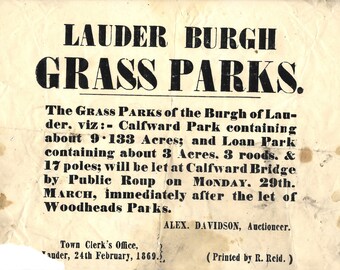 LAUDER BURGH
GRASS PARKS.
The GRASS PARKS of the Burgh of Lau-
der, viz:- Calfward Park containing
about 9·133 Acres; and Loan Park
containing about 3 Acres. 3 roods. &
17 poles; will be let at Calfward Bridge
by Public Roup on MONDAY. 29th.
MARCH, immediately after the let of
Woodheads Parks.
ALEX. DAVIDSON, Auctioneer.
Town Clerk's Office,
Lauder, 24th February, 1869.
(Printed by R. Reid.)